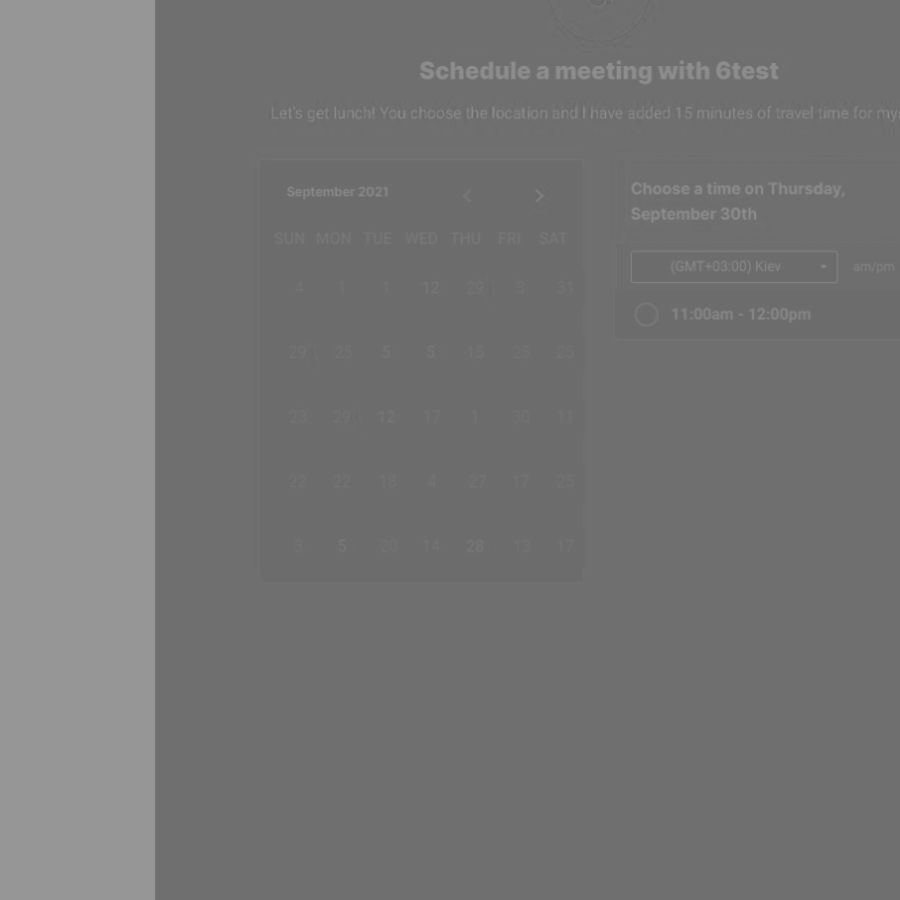 Schedule a meeting with 6test
Let's get lunch! You choose the location and I have added 15 minutes of travel time for my
September 2021
SUN MON TUE WED THU FRI SAT
4 1 1 12 29 3 31
29 25 5 5 15 25 25
23 29 12 17 1 30 11
22 22 18 4 27 17 25
3 5 20 14 28 13 17
Choose a time on Thursday,
September 30th
(GMT+03:00) Kiev
am/pm
11:00am - 12:00pm